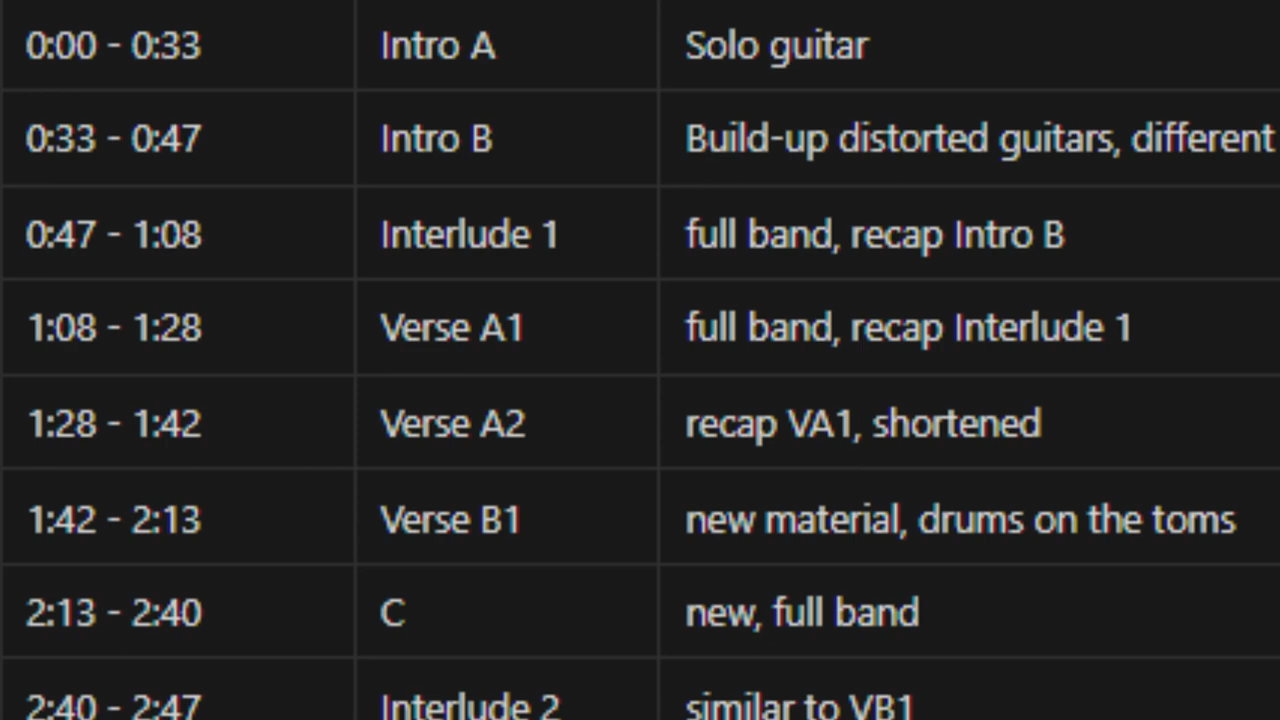 0:00 - 0:33 Intro A Solo guitar
0:33 - 0:47 Intro B Build-up distorted guitars, different
0:47 - 1:08 Interlude 1 full band, recap Intro B
1:08 - 1:28 Verse A1 full band, recap Interlude 1
1:28 - 1:42 Verse A2 recap VA1, shortened
1:42 - 2:13 Verse B1 new material, drums on the toms
2:13 - 2:40 C new, full band
2:40 - 2:47 Interlude 2 similar to VB1